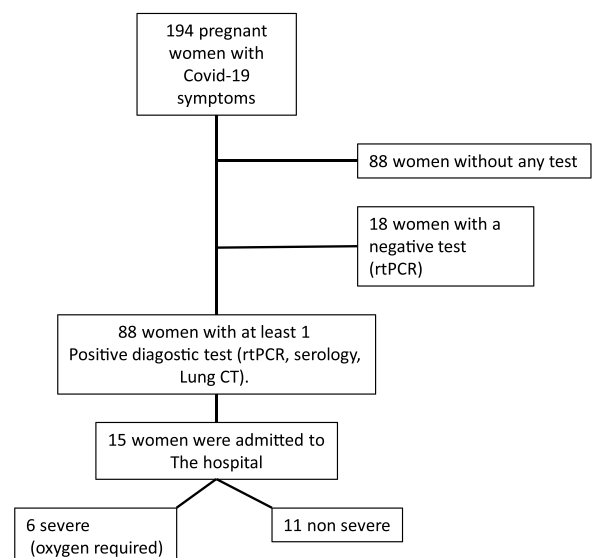 194 pregnant
women with
Covid-19
symptoms
88 women without any test
18 women with a
negative test
(rtPCR)
88 women with at least 1
Positive diagnostic test (rtPCR, serology,
Lung CT).
15 women were admitted to
The hospital
6 severe
(oxygen required)
11 non severe